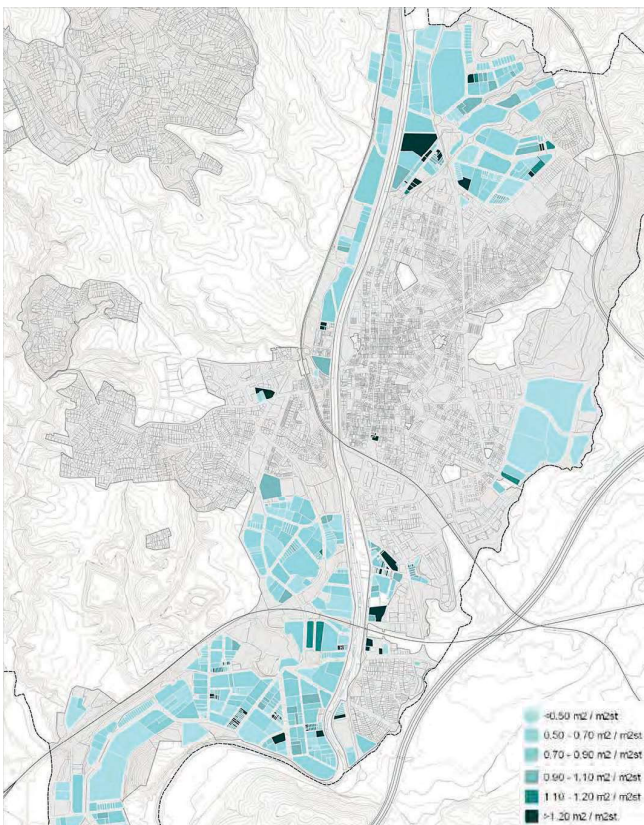 <0.50 m2 / m2st
0.50 - 0.70 m2 / m2st
0.70 - 0.90 m2 / m2st
0.90 - 1.10 m2 / m2st
1.10 - 1.20 m2 / m2st
>1.20 m2 / m2st